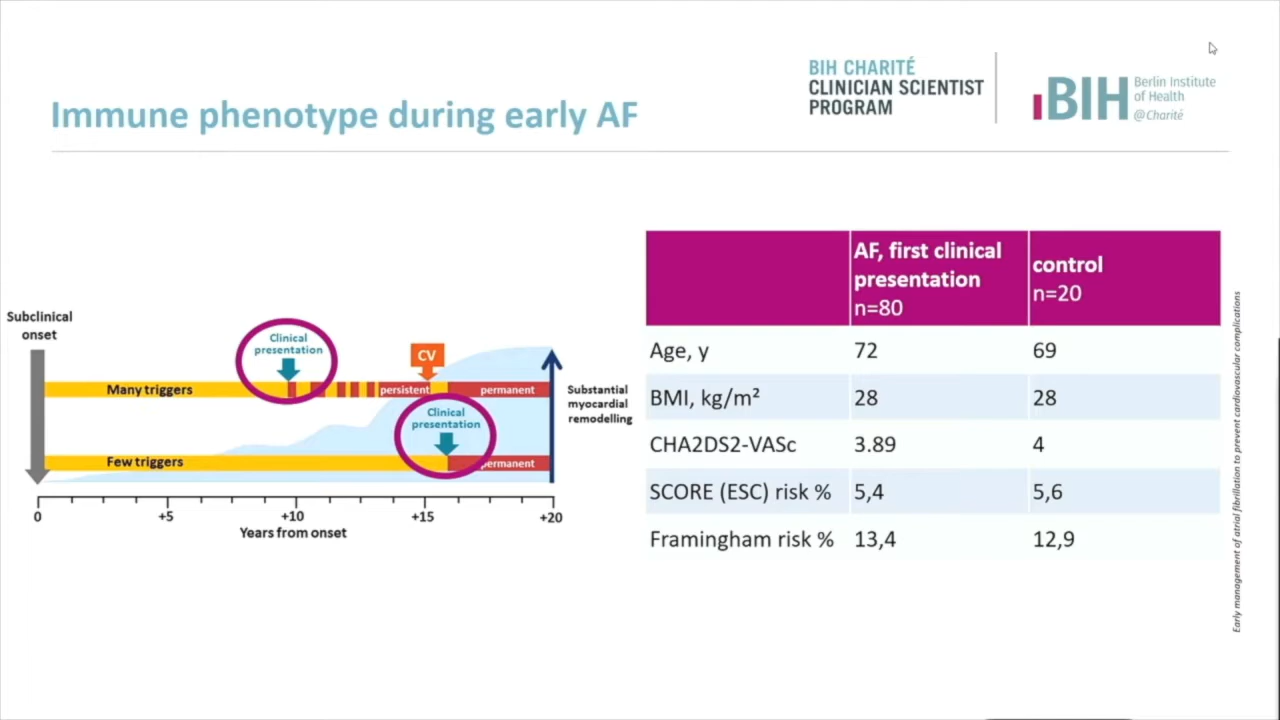 Immune phenotype during early AF
BIH CHARITÉ
CLINICIAN SCIENTIST
PROGRAM
BIH
Berlin Institute
of Health
@Charité
Subclinical
onset
Clinical
presentation
CV
Many triggers
persistent
permanent
Clinical
presentation
Few triggers
permanent
Substantial
myocardial
remodelling
0
+5
+10
+15
+20
Years from onset
AF, first clinical
presentation
n=80
control
n=20
Age, y 72 69
BMI, kg/m² 28 28
CHA2DS2-VASc 3.89 4
SCORE (ESC) risk % 5,4 5,6
Framingham risk % 13,4 12,9
Early management of atrial fibrillation to prevent cardiovascular complications